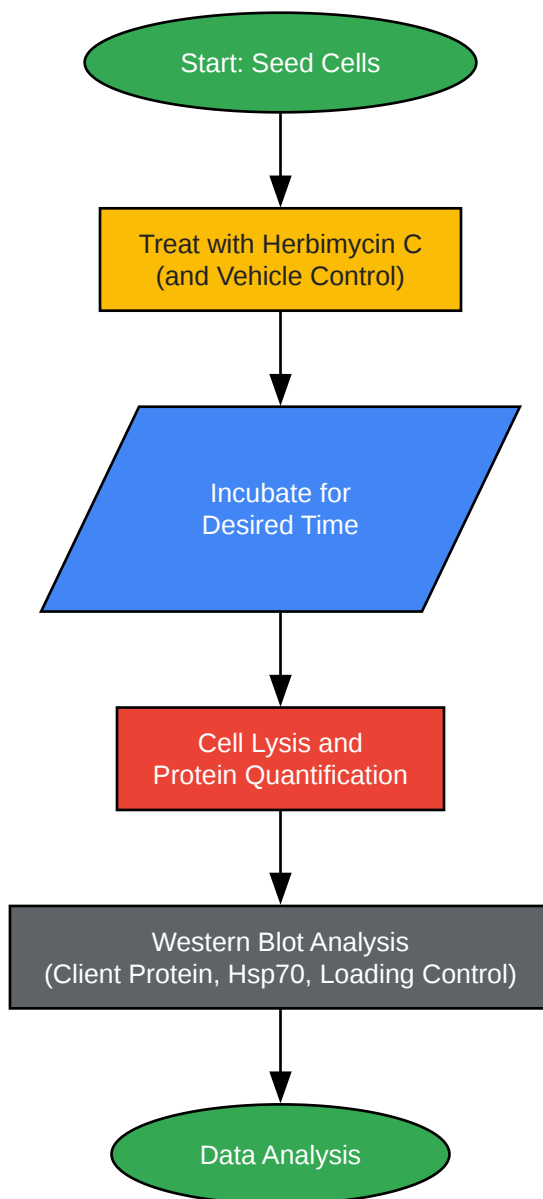 Start: Seed Cells
Treat with Herbimycin C
(and Vehicle Control)
Incubate for
Desired Time
Cell Lysis and
Protein Quantification
Western Blot Analysis
(Client Protein, Hsp70, Loading Control)
Data Analysis